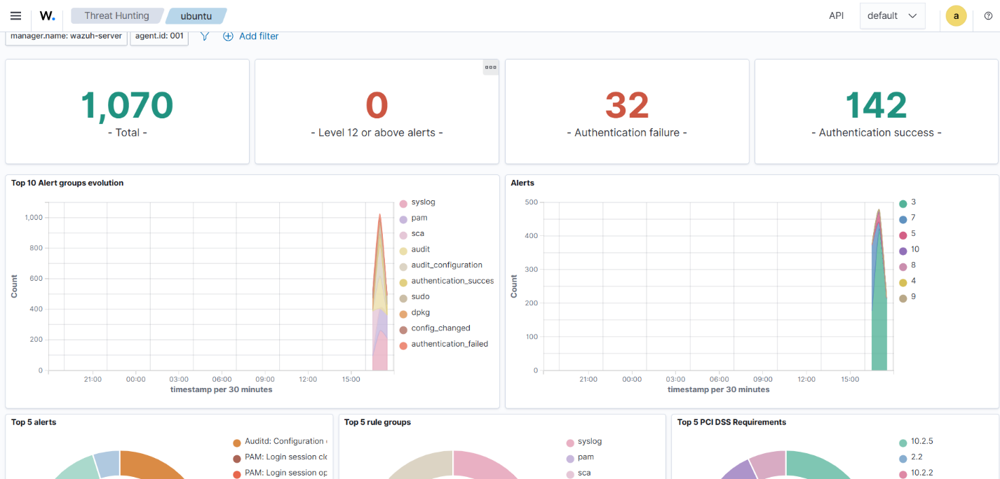 W. Threat Hunting ubuntu API default a
manager.name: wazuh-server agent.id: 001 Add filter
1,070
- Total -
0
- Level 12 or above alerts -
32
- Authentication failure -
142
- Authentication success -
Top 10 Alert groups evolution
Count
1,000
800
600
400
200
0
21:00 00:00 03:00 06:00 09:00 12:00 15:00
timestamp per 30 minutes
syslog
pam
sca
audit
audit_configuration
authentication_succes
sudo
dpkg
config_changed
authentication_failed
Alerts
Count
500
400
300
200
100
0
21:00 00:00 03:00 06:00 09:00 12:00 15:00
timestamp per 30 minutes
3
7
5
10
8
4
9
Top 5 alerts
Auditd: Configuration
PAM: Login session clo
PAM: Login session op
Top 5 rule groups
syslog
pam
sca
Top 5 PCI DSS Requirements
10.2.5
2.2
10.2.2